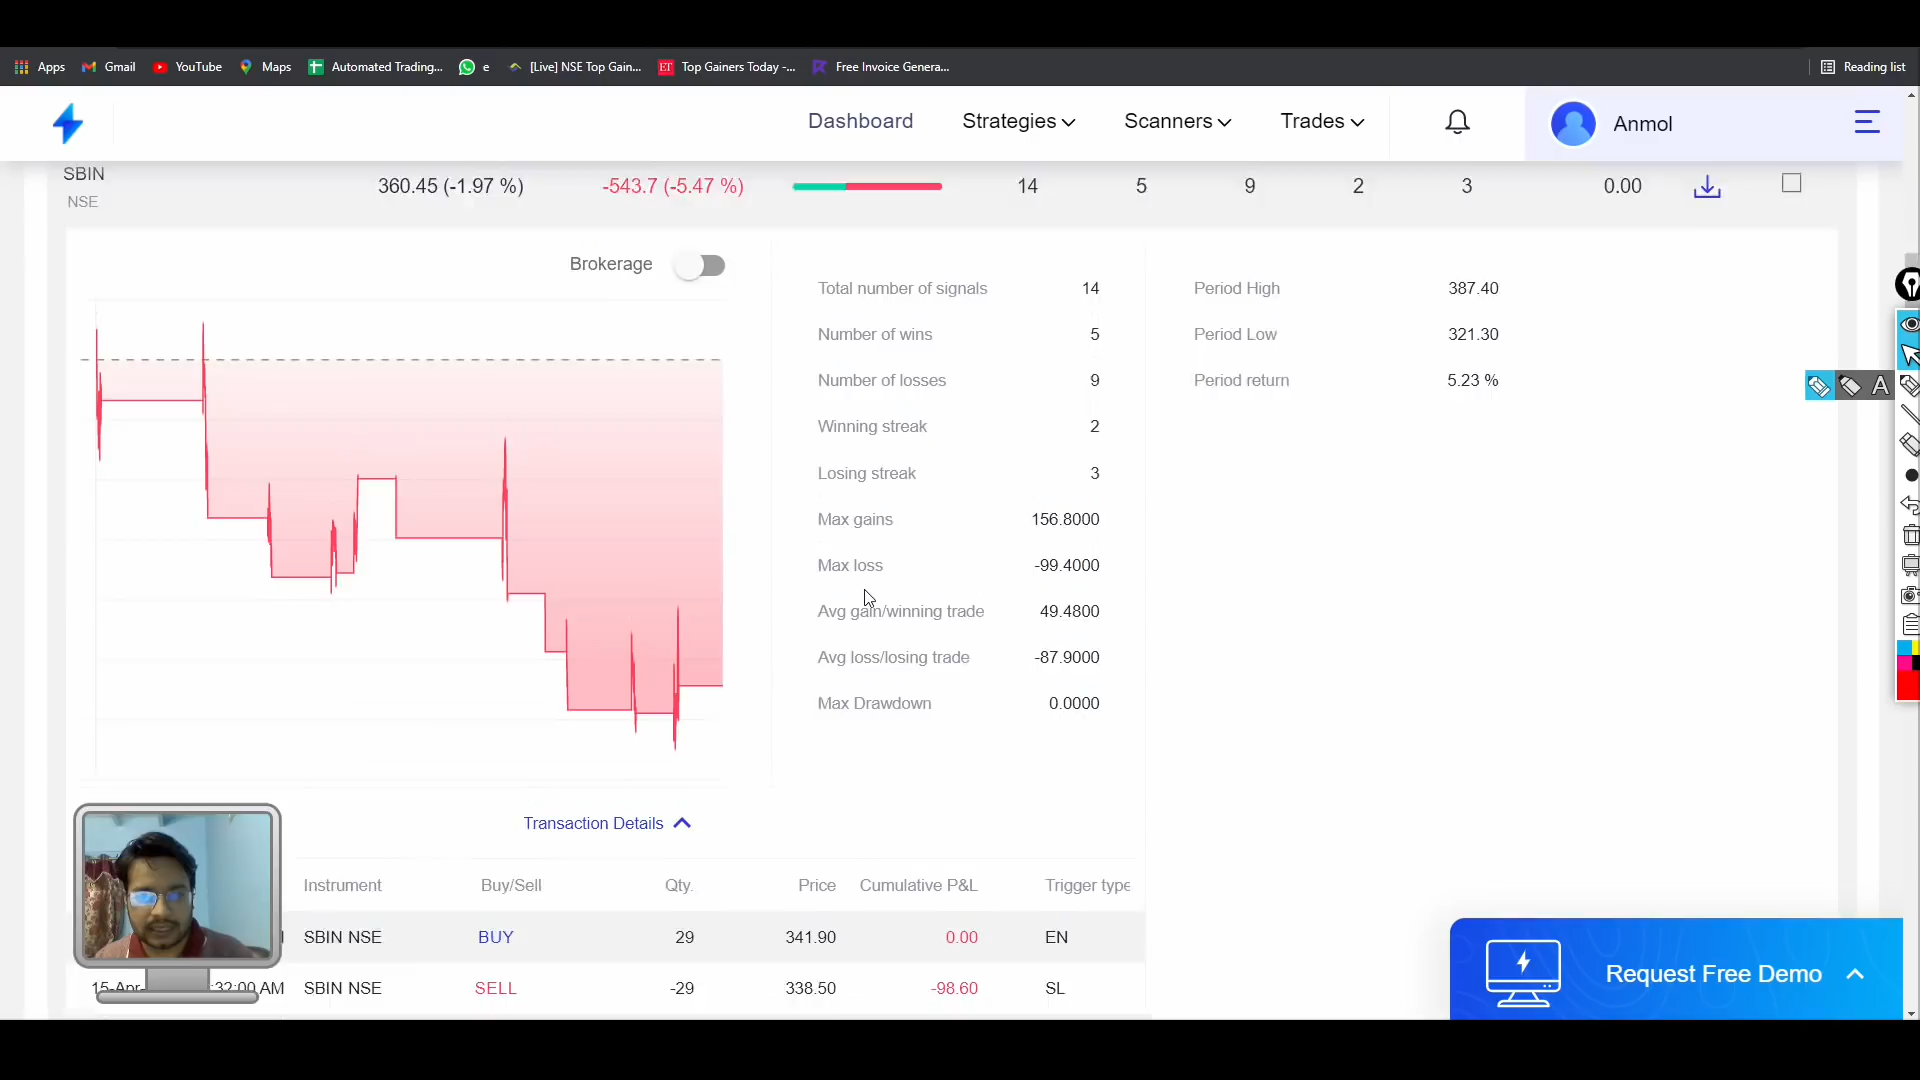 Apps Gmail YouTube Maps Automated Trading... e [Live] NSE Top Gain... ET Top Gainers Today -... Free Invoice Genera... Reading list
Dashboard Strategies Scanners Trades Anmol
SBIN
NSE
360.45 (-1.97 %) -543.7 (-5.47 %) 14 5 9 2 3 0.00
Brokerage
Total number of signals 14
Number of wins 5
Number of losses 9
Winning streak 2
Losing streak 3
Max gains 156.8000
Max loss -99.4000
Avg gain/winning trade 49.4800
Avg loss/losing trade -87.9000
Max Drawdown 0.0000
Period High 387.40
Period Low 321.30
Period return 5.23 %
A
Transaction Details
Instrument Buy/Sell Qty. Price Cumulative P&L Trigger type
SBIN NSE BUY 29 341.90 0.00 EN
15-Apr- :32:00 AM SBIN NSE SELL -29 338.50 -98.60 SL
Request Free Demo